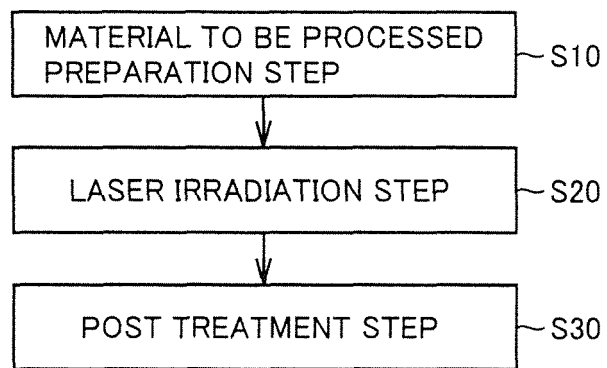 MATERIAL TO BE PROCESSED
PREPARATION STEP
S10
LASER IRRADIATION STEP
S20
POST TREATMENT STEP
S30